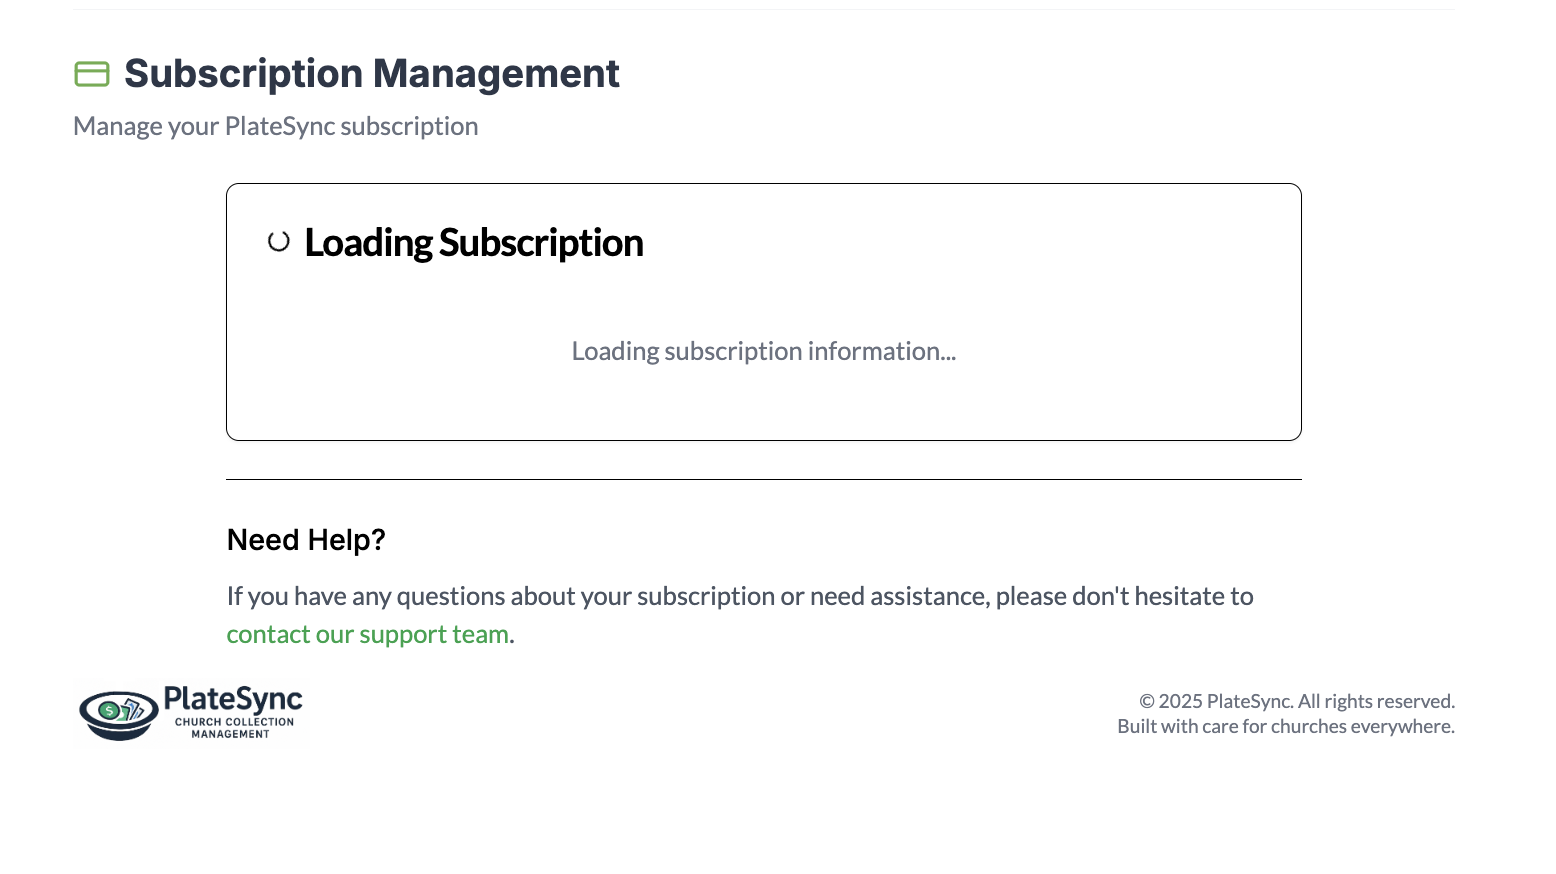 Subscription Management
Manage your PlateSync subscription
Loading Subscription
Loading subscription information...
Need Help?
If you have any questions about your subscription or need assistance, please don't hesitate to
contact our support team.
$
PlateSync
CHURCH COLLECTION
MANAGEMENT
© 2025 PlateSync. All rights reserved.
Built with care for churches everywhere.